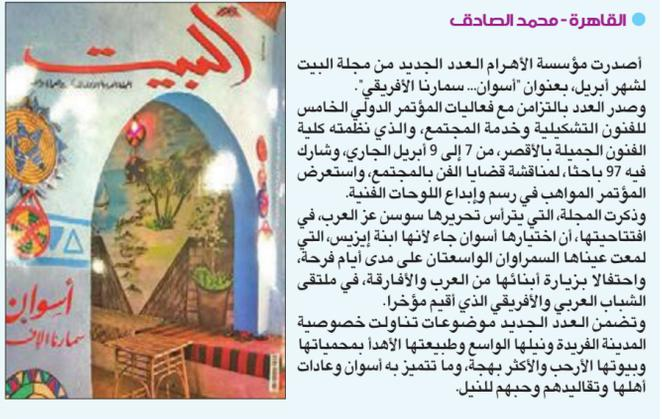 القاهرة - محمد الصادق
أصدرت مؤسسة الأهرام العدد الجديد من مجلة البيت
لشهر أبريل، بعنوان "أسوان... سمارنا الأفريقي".
وصدر العدد بالتزامن مع فعاليات المؤتمر الدولي الخامس
للفنون التشكيلية وخدمة المجتمع، والذي نظمته كلية
الفنون الجميلة بالأقصر، من 7 إلى 9 أبريل الجاري، وشارك
فيه 97 باحثا، لمناقشة قضايا الفن بالمجتمع، واستعرض
المؤتمر المواهب في رسم وإبداع اللوحات الفنية.
وذكرت المجلة، التي يترأس تحريرها سوسن عز العرب، في
افتتاحيتها، أن اختيارها أسوان جاء لأنها ابنة إيزيس، التي
لمعت عيناها السمراوان الواسعتان على مدى أيام فرحة،
واحتفالا بزيارة أبنائها من العرب والأفارقة، في ملتقى
الشباب العربي والأفريقي الذي أقيم مؤخرا.
وتضمن العدد الجديد موضوعات تناولت خصوصية
المدينة الفريدة ونيلها الواسع وطبيعتها الأهدأ بمحمياتها
وبيوتها الأرحب والأكثر بهجة، وما تتميز به أسوان وعادات
أهلها وتقاليدهم وحبهم للنيل.
البيت
أسوان
سمارنا الإف